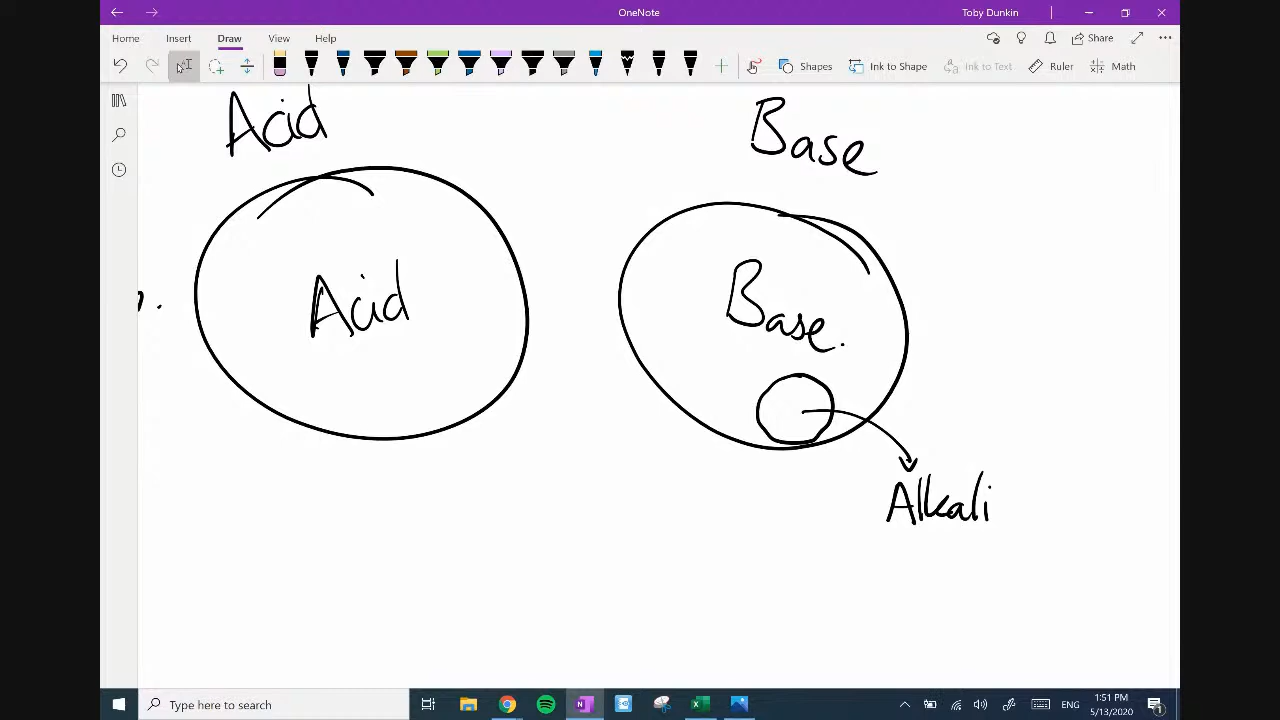 OneNote
Toby Dunkin
Home Insert Draw View Help
Share
Shapes Ink to Shape Ink to Text Ruler Math
Acid
Base
Acid
Base.
Alkali
Type here to search
ENG
1:51 PM
5/13/2020
1